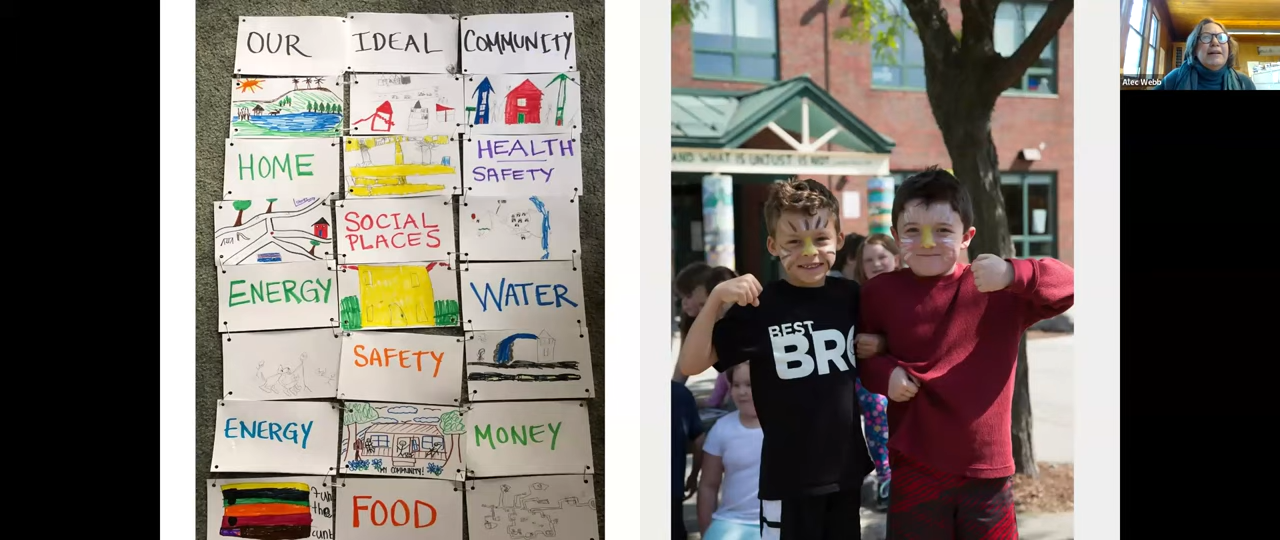 OUR IDEAL COMMUNITY
HOME
HEALTH
SAFETY
SOCIAL
PLACES
ENERGY
WATER
SAFETY
ENERGY
MONEY
MY COMMUNITY!
FOOD
AND WHAT IS UNJUST IS NOT
BEST
BRO
Alec Webb